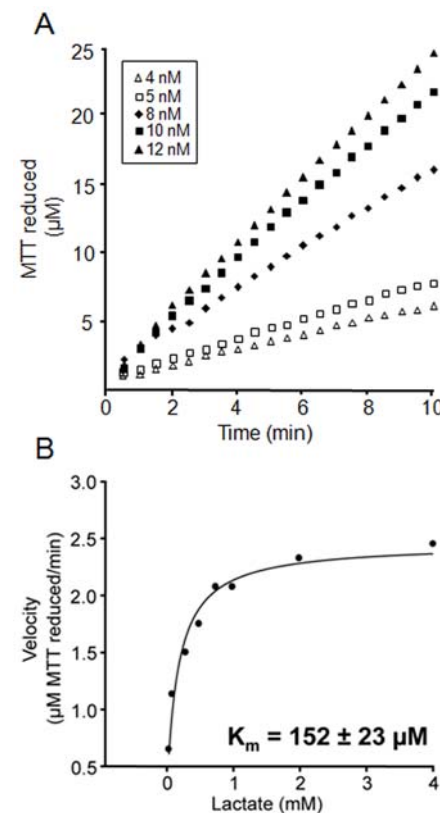 A
25
20
15
10
5
△ 4 nM
□ 5 nM
◆ 8 nM
■ 10 nM
▲ 12 nM
MTT reduced
(µM)
0
2
4
6
8
10
Time (min)
B
3.0
2.5
2.0
1.5
1.0
0.5
Velocity
(µM MTT reduced/min)
Km = 152 ± 23 µM
0
1
2
3
4
Lactate (mM)